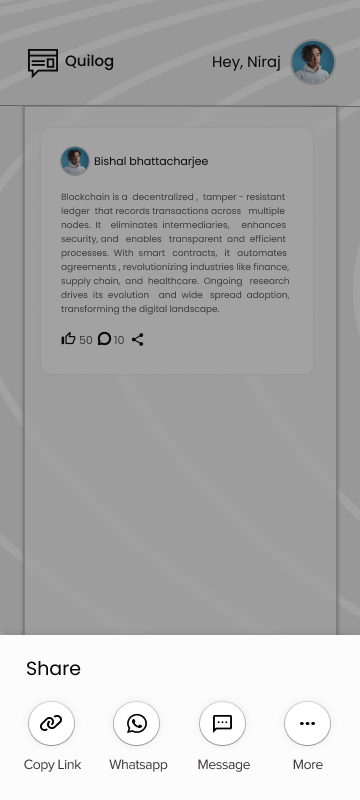 Quilog
Hey, Niraj
Bishal bhattacharjee
Blockchain is a decentralized , tamper - resistant
ledger that records transactions across multiple
nodes. It eliminates intermediaries, enhances
security, and enables transparent and efficient
processes. With smart contracts, it automates
agreements , revolutionizing industries like finance,
supply chain, and healthcare. Ongoing research
drives its evolution and wide spread adoption,
transforming the digital landscape.
50 10
Share
Copy Link Whatsapp Message More